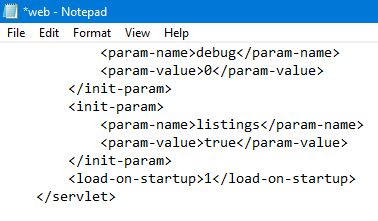 *web - Notepad
File Edit Format View Help
<param-name>debug</param-name>
<param-value>0</param-value>
</init-param>
<init-param>
<param-name>listings</param-name>
<param-value>true</param-value>
</init-param>
<load-on-startup>1</load-on-startup>
</servlet>